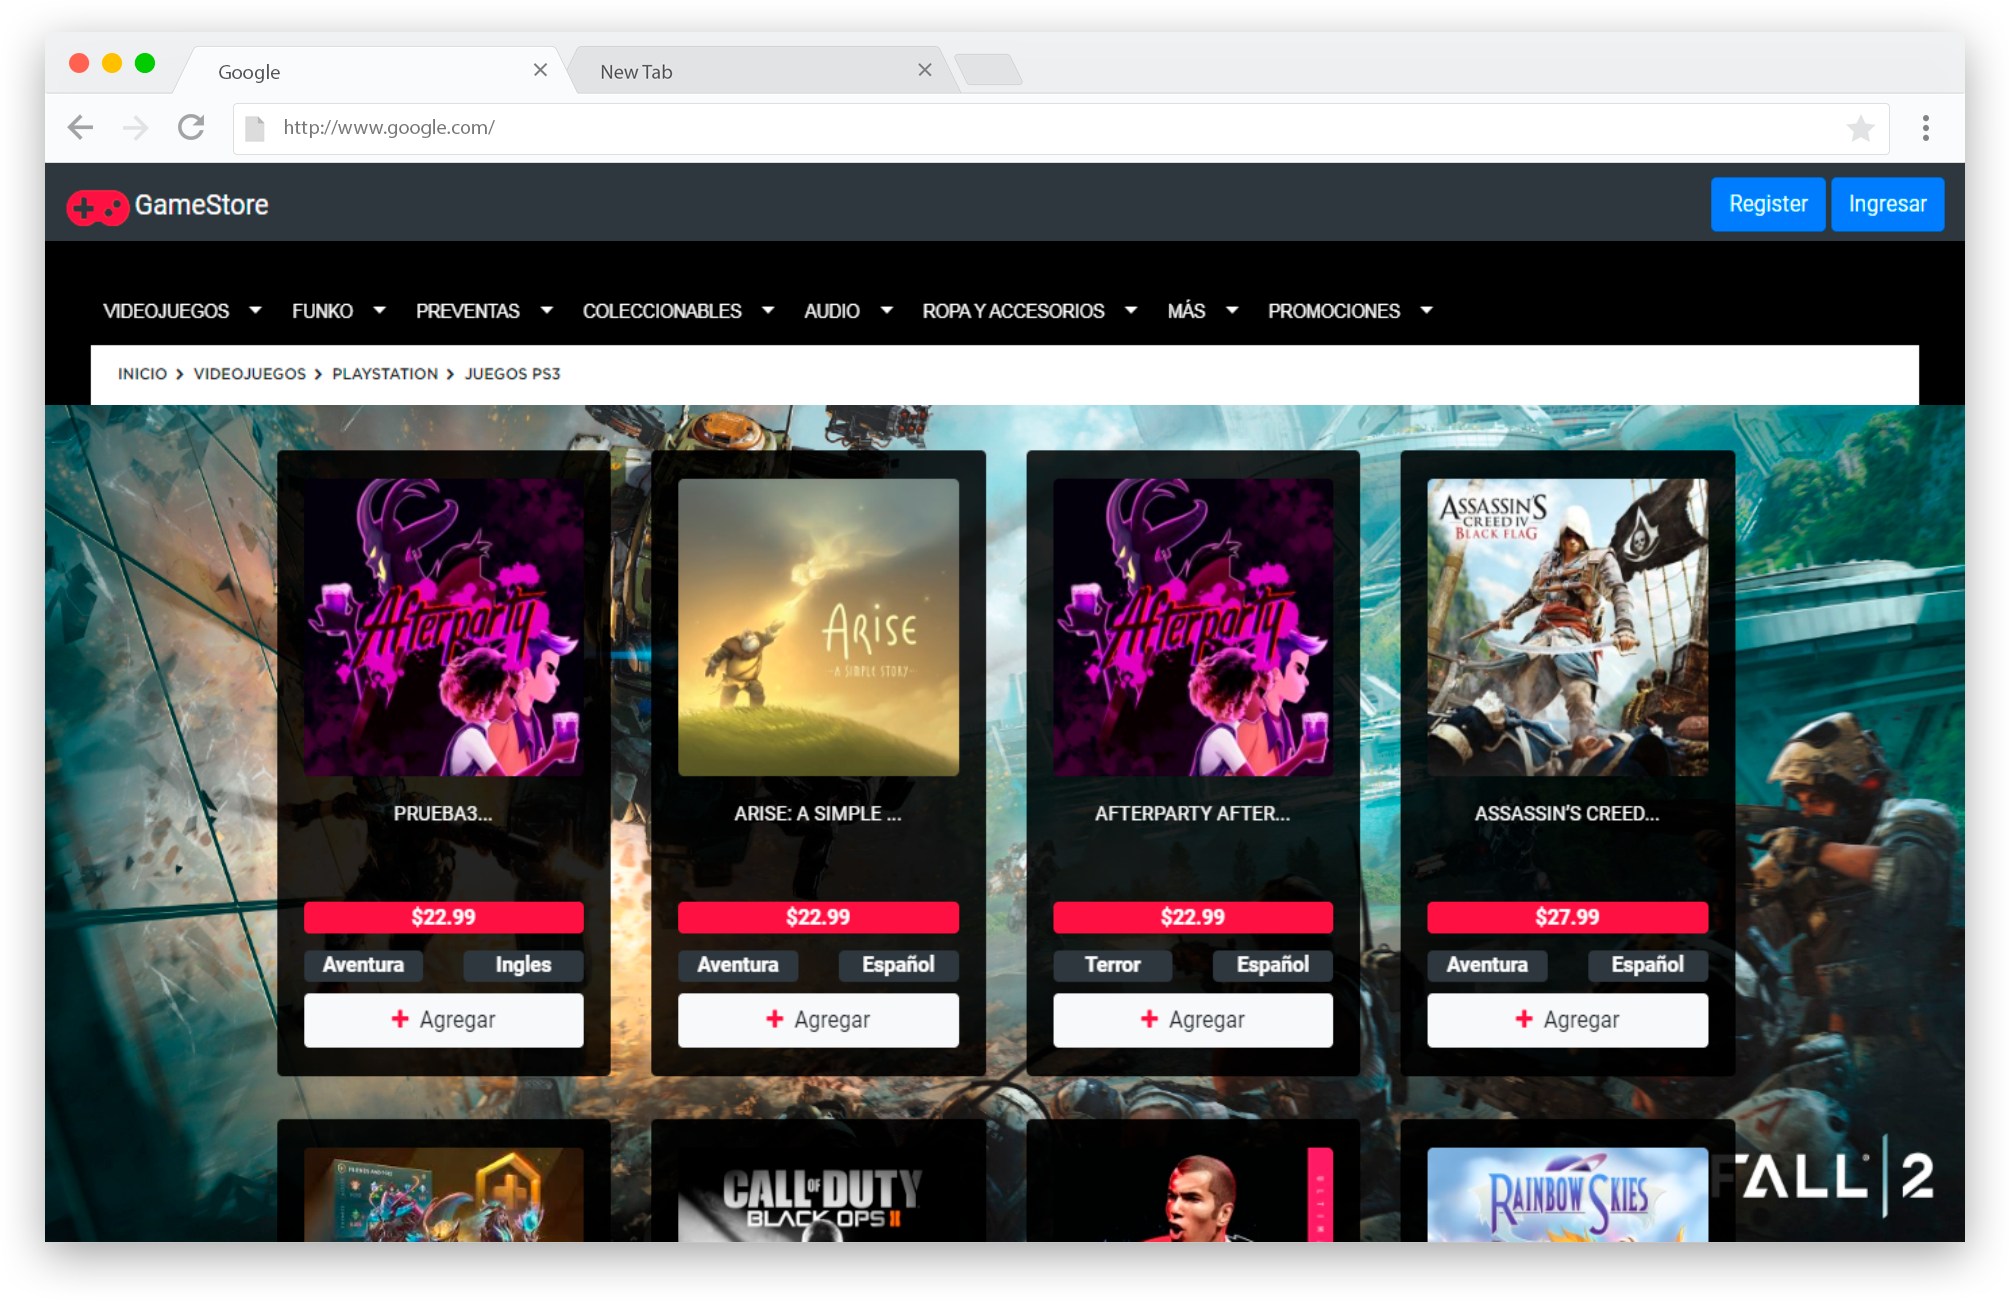 Google
New Tab
http://www.google.com/
GameStore
Register
Ingresar
VIDEOJUEGOS
FUNKO
PREVENTAS
COLECCIONABLES
AUDIO
ROPA Y ACCESORIOS
MÁS
PROMOCIONES
INICIO > VIDEOJUEGOS > PLAYSTATION > JUEGOS PS3
Afterparty
ARISE
A SIMPLE STORY
Afterparty
ASSASSIN'S
CREED IV
BLACK FLAG
PRUEBA3...
ARISE: A SIMPLE ...
AFTERPARTY AFTER...
ASSASSIN'S CREED...
$22.99
$22.99
$22.99
$27.99
Aventura
Ingles
Aventura
Español
Terror
Español
Aventura
Español
+ Agregar
+ Agregar
+ Agregar
+ Agregar
CALL OF DUTY
BLACK OPS II
RAINBOW SKIES
FALL 2